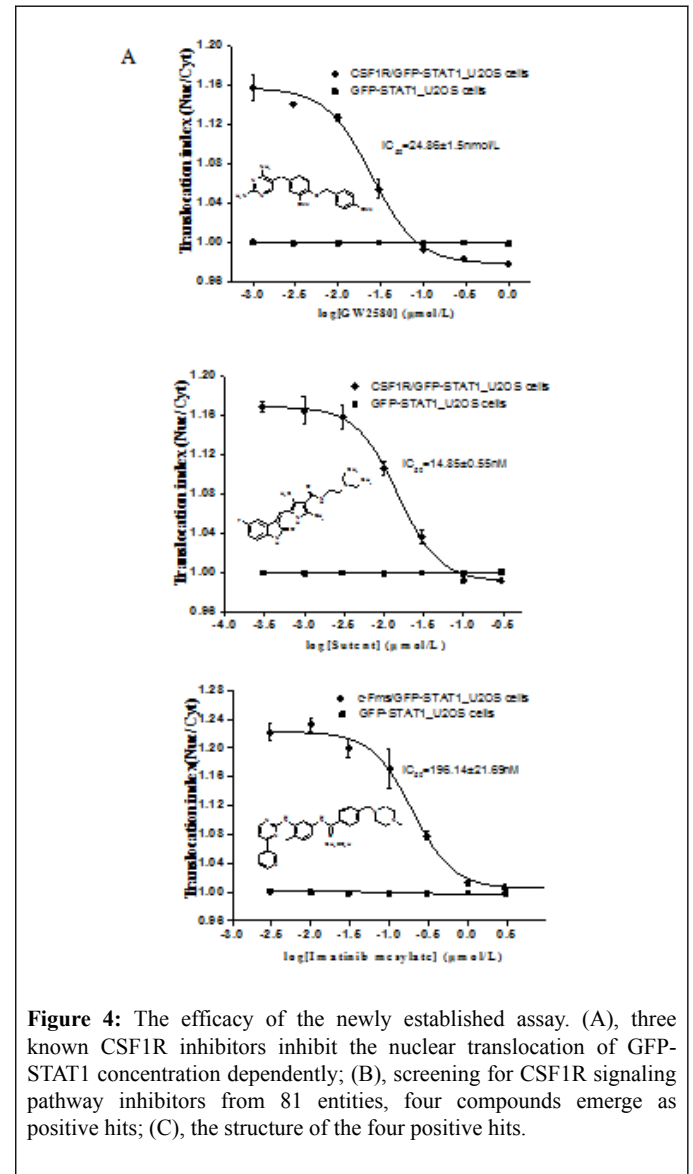 A
1.20
1.16
1.12
1.08
1.04
1.00
0.96
Translocation index (Nuc/Cyt)
CSF1R/GFP-STAT1_U2OS cells
GFP-STAT1_U2OS cells
IC50=24.86±1.5nmol/L
-3.0 -2.5 -2.0 -1.5 -1.0 -0.5 0.0
log[GW2580] (µmol/L)
1.20
1.16
1.12
1.08
1.04
1.00
0.96
Translocation index (Nuc/Cyt)
CSF1R/GFP-STAT1_U2OS cells
GFP-STAT1_U2OS cells
IC50=14.85±0.55nM
-4.0 -3.5 -3.0 -2.5 -2.0 -1.5 -1.0 -0.5
log[Sutent] (µmol/L)
1.28
1.24
1.20
1.16
1.12
1.08
1.04
1.00
0.96
Translocation index(Nuc/Cyt)
c-Fms/GFP-STAT1_U2OS cells
GFP-STAT1_U2OS cells
IC50=196.14±21.69nM
-3.0 -2.5 -2.0 -1.5 -1.0 -0.5 0.0 0.5
log[Imatinib mesylate] (µmol/L)
Figure 4: The efficacy of the newly established assay. (A), three
known CSF1R inhibitors inhibit the nuclear translocation of GFP-
STAT1 concentration dependently; (B), screening for CSF1R signaling
pathway inhibitors from 81 entities, four compounds emerge as
positive hits; (C), the structure of the four positive hits.